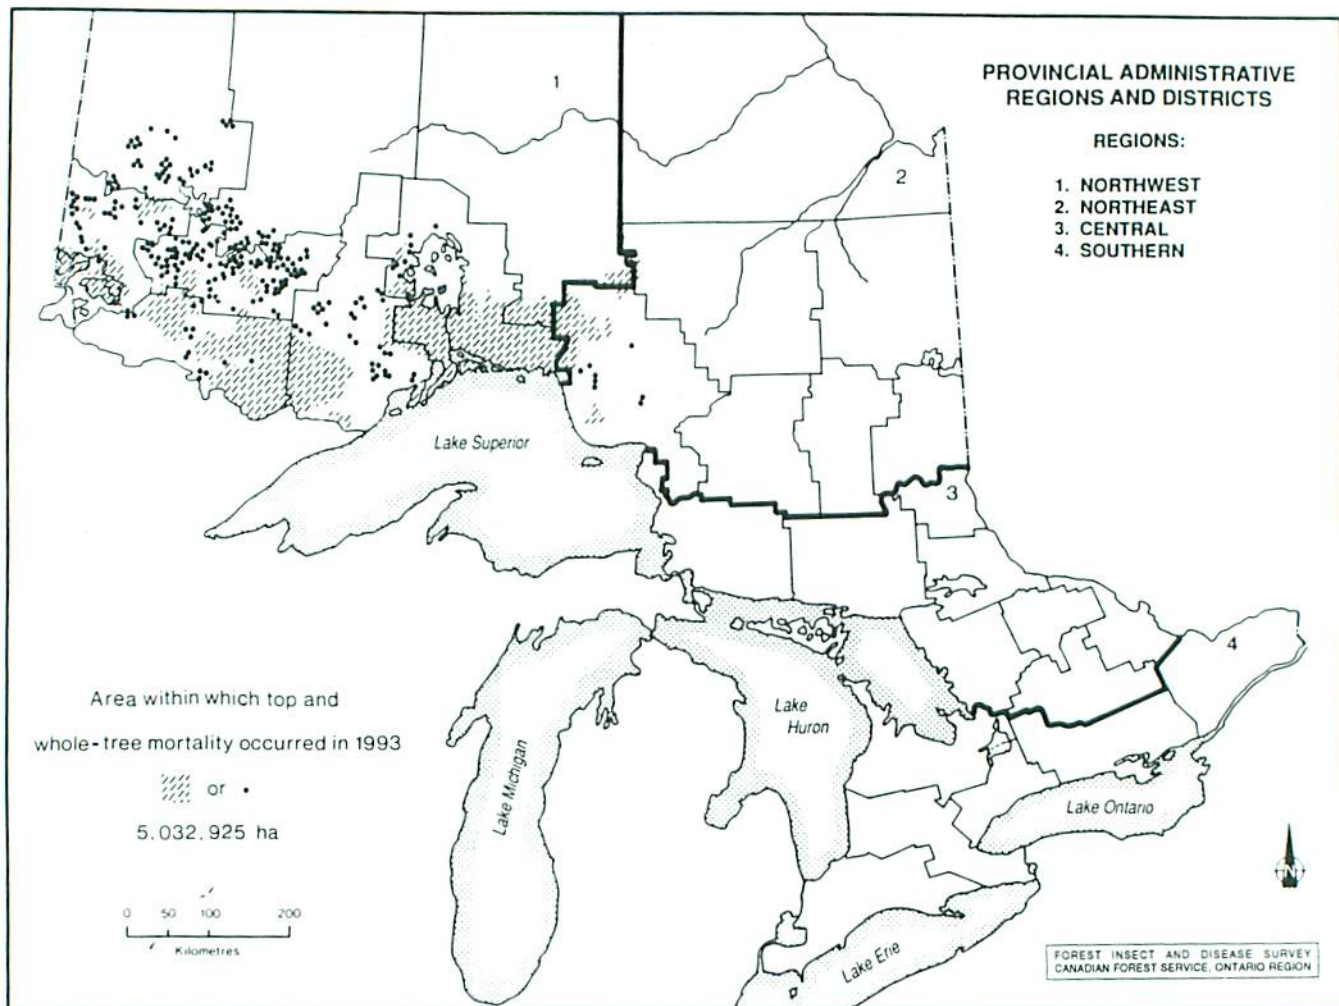 PROVINCIAL ADMINISTRATIVE
REGIONS AND DISTRICTS
REGIONS:
1. NORTHWEST
2. NORTHEAST
3. CENTRAL
4. SOUTHERN
1
2
3
4
Lake Superior
Lake Michigan
Lake
Huron
Lake Ontario
Lake Erie
Area within which top and
whole-tree mortality occurred in 1993
or
5,032,925 ha
0 50 100 200
Kilometres
N
FOREST INSECT AND DISEASE SURVEY
CANADIAN FOREST SERVICE, ONTARIO REGION